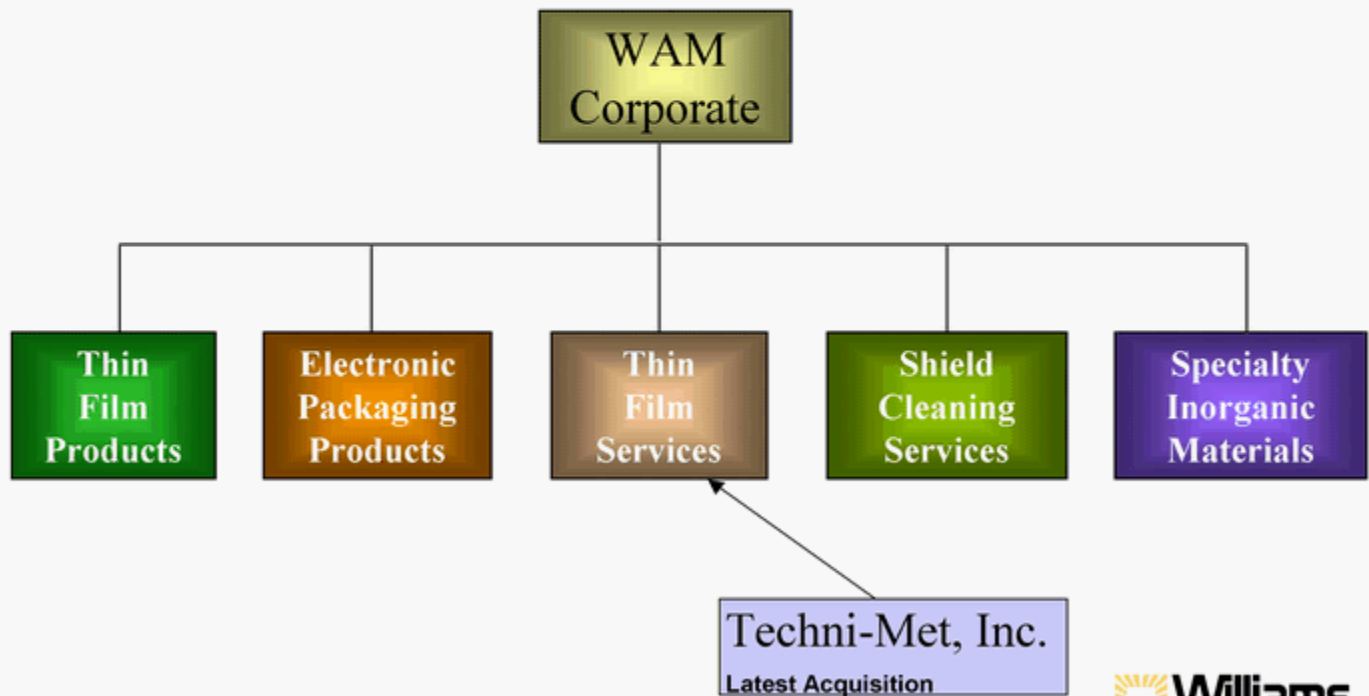 WAM
Corporate
Thin
Film
Products
Electronic
Packaging
Products
Thin
Film
Services
Shield
Cleaning
Services
Specialty
Inorganic
Materials
Techni-Met, Inc.
Latest Acquisition
Williams